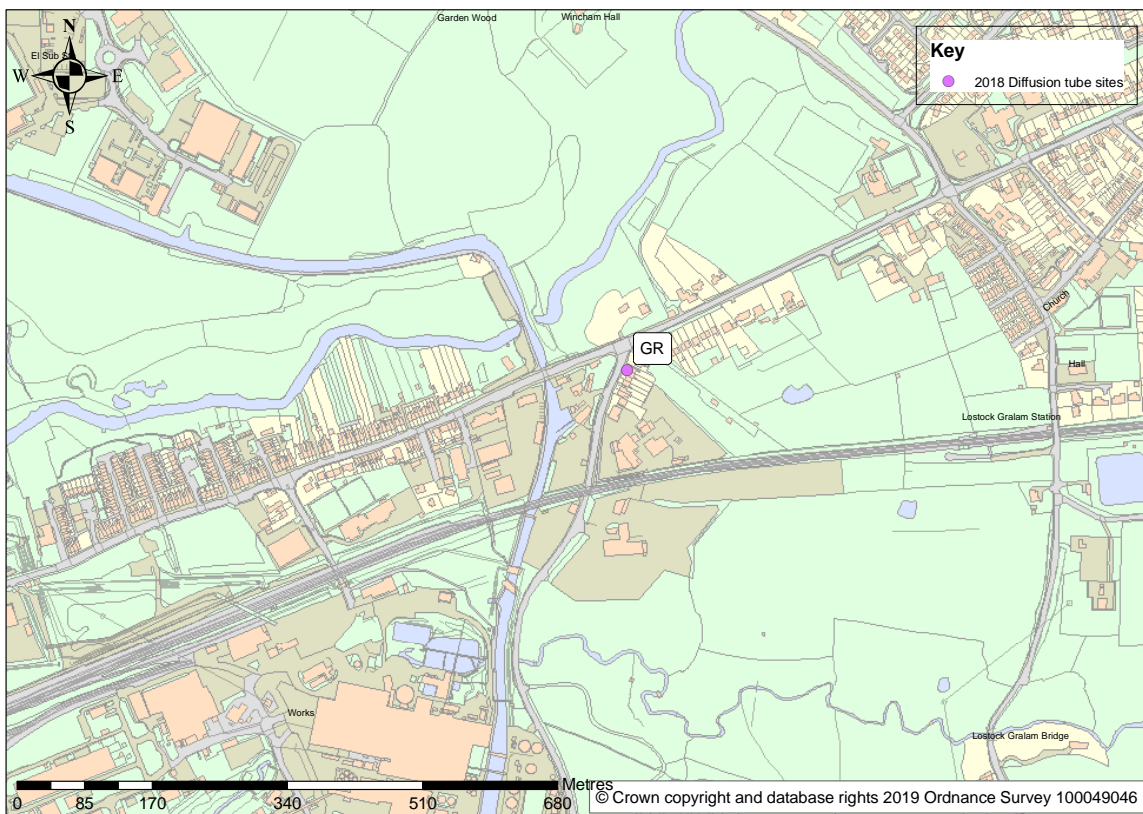 Garden Wood
Wincham Hall
N
El Sub S
W
E
S
Key
2018 Diffusion tube sites
Church
GR
Hall
Lostock Gralam Station
Works
Lostock Gralam Bridge
Metres
0 85 170 340 510 680
© Crown copyright and database rights 2019 Ordnance Survey 100049046